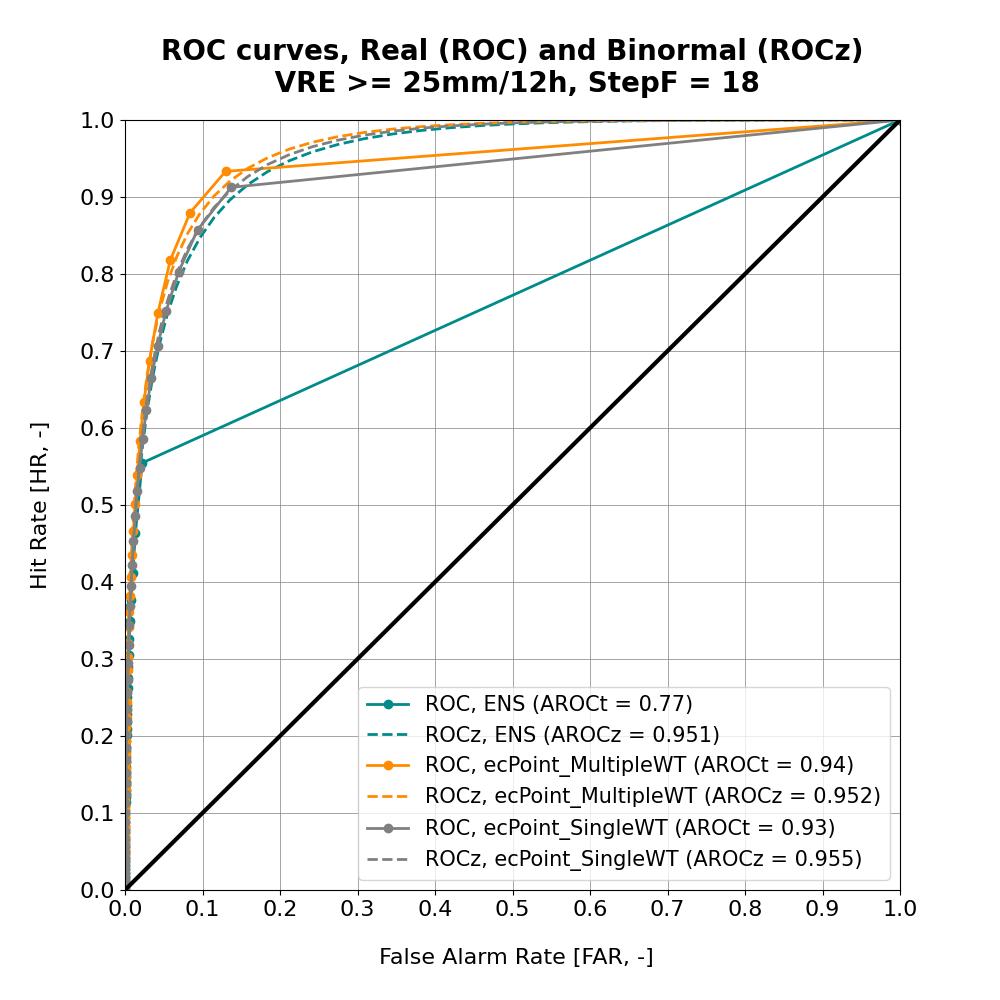 ROC curves, Real (ROC) and Binormal (ROCz)
VRE >= 25mm/12h, StepF = 18
1.0
0.9
0.8
0.7
0.6
0.5
0.4
0.3
0.2
0.1
0.0
Hit Rate [HR, -]
ROC, ENS (AROCt = 0.77)
ROCz, ENS (AROCz = 0.951)
ROC, ecPoint_MultipleWT (AROCt = 0.94)
ROCz, ecPoint_MultipleWT (AROCz = 0.952)
ROC, ecPoint_SingleWT (AROCt = 0.93)
ROCz, ecPoint_SingleWT (AROCz = 0.955)
0.0 0.1 0.2 0.3 0.4 0.5 0.6 0.7 0.8 0.9 1.0
False Alarm Rate [FAR, -]